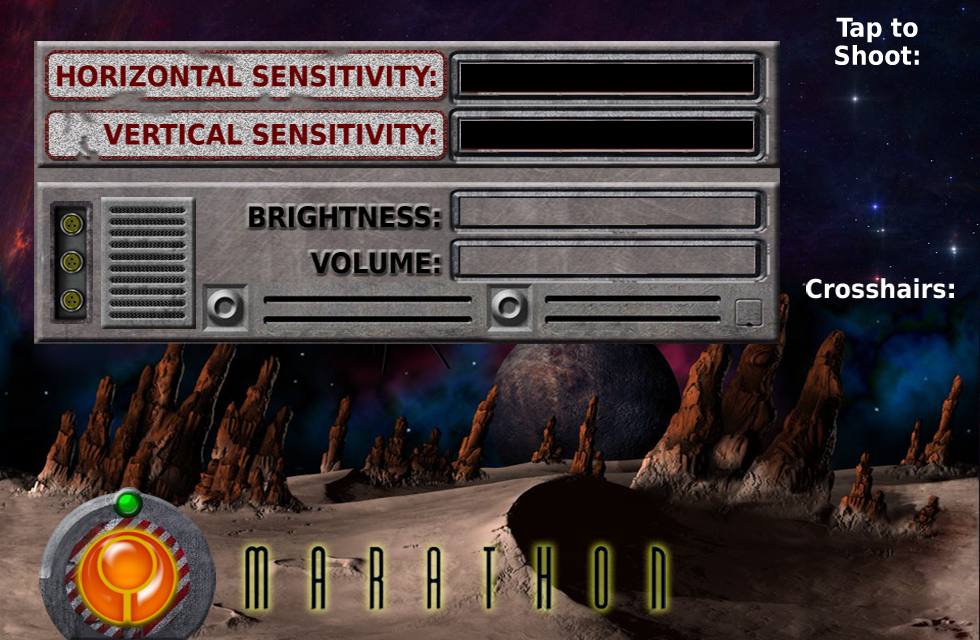 Tap to
Shoot:
HORIZONTAL SENSITIVITY:
VERTICAL SENSITIVITY:
BRIGHTNESS:
VOLUME:
Crosshairs:
MARATHON